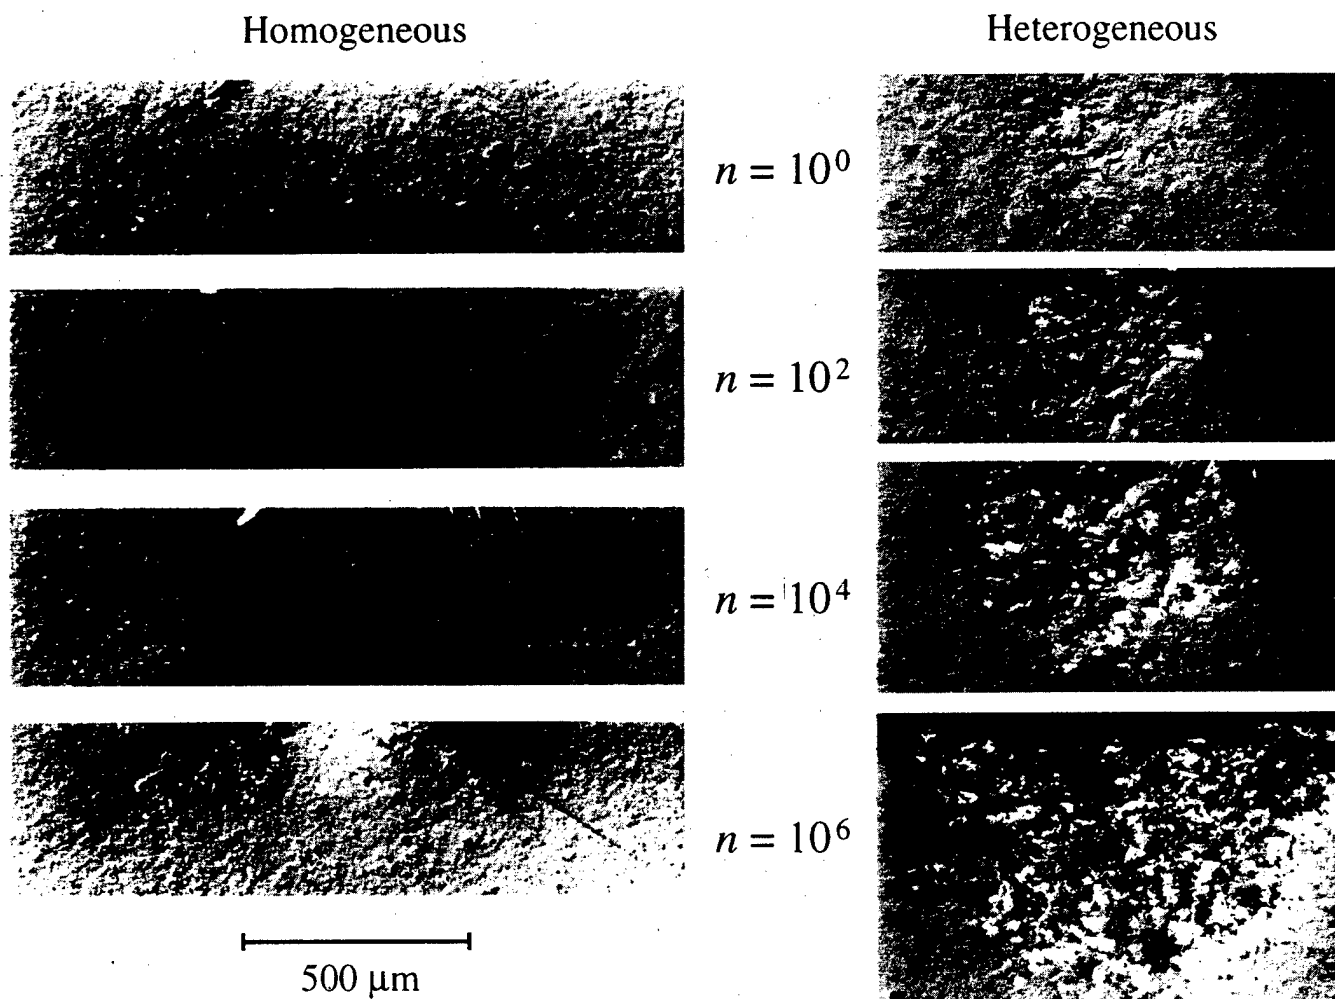 Homogeneous
Heterogeneous
n = 10⁰
n = 10²
n = 10⁴
n = 10⁶
500 μm